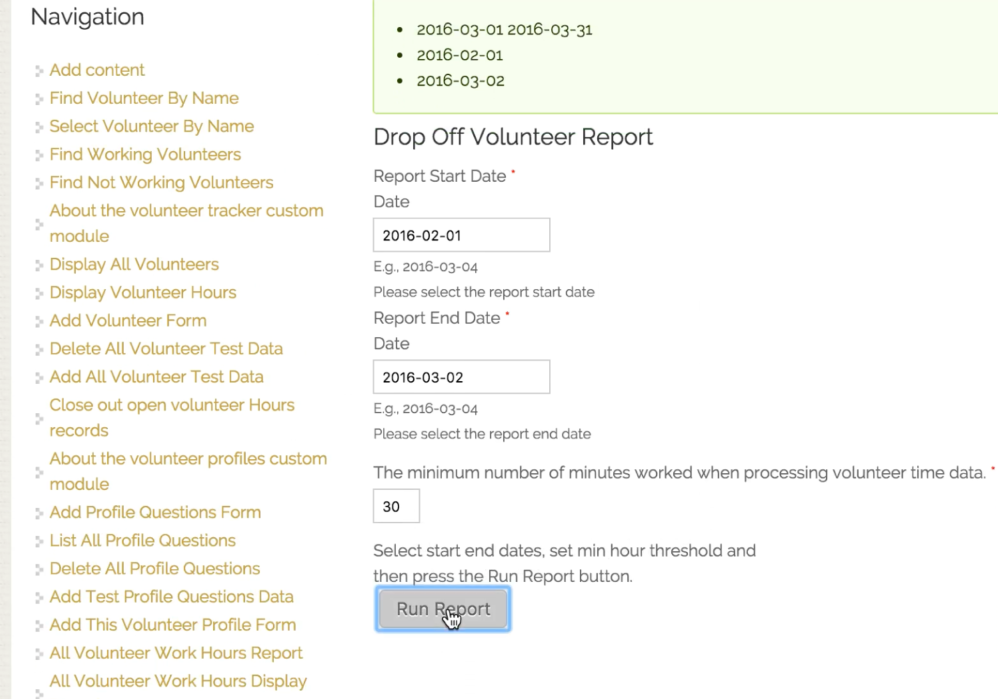 Navigation
Add content
Find Volunteer By Name
Select Volunteer By Name
Find Working Volunteers
Find Not Working Volunteers
About the volunteer tracker custom
module
Display All Volunteers
Display Volunteer Hours
Add Volunteer Form
Delete All Volunteer Test Data
Add All Volunteer Test Data
Close out open volunteer Hours
records
About the volunteer profiles custom
module
Add Profile Questions Form
List All Profile Questions
Delete All Profile Questions
Add Test Profile Questions Data
Add This Volunteer Profile Form
All Volunteer Work Hours Report
All Volunteer Work Hours Display
2016-03-01 2016-03-31
2016-02-01
2016-03-02
Drop Off Volunteer Report
Report Start Date *
Date
2016-02-01
E.g., 2016-03-04
Please select the report start date
Report End Date *
Date
2016-03-02
E.g., 2016-03-04
Please select the report end date
The minimum number of minutes worked when processing volunteer time data. *
30
Select start end dates, set min hour threshold and
then press the Run Report button.
Run Report